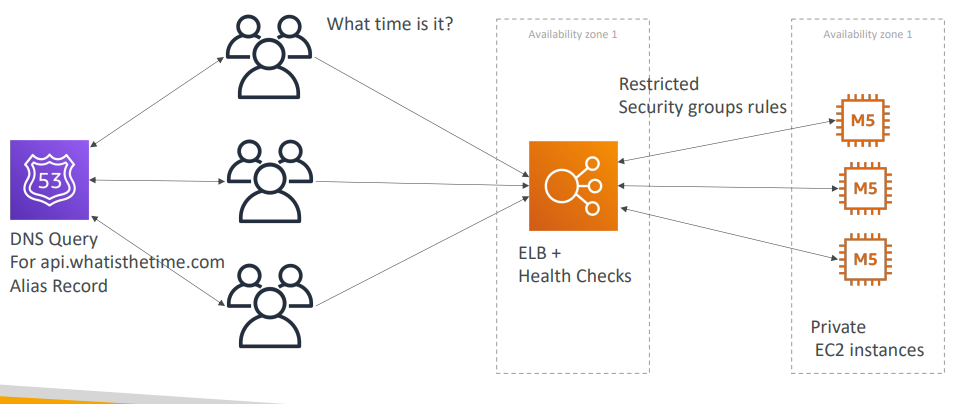 What time is it?
Availability zone 1
Availability zone 1
Restricted
Security groups rules
M5
53
M5
DNS Query
For api.whatisthetime.com
Alias Record
ELB +
Health Checks
M5
Private
EC2 instances